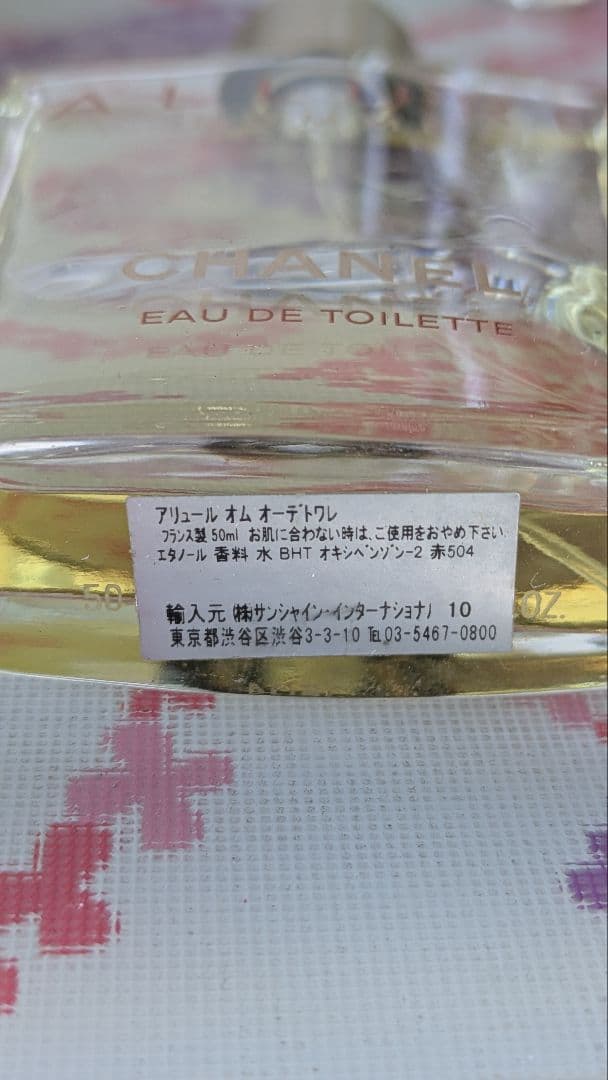 CHANEL
EAU DE TOILETTE
アリュール オム オーデトワレ
フランス製 50ml お肌に合わない時は、ご使用をおやめ下さい。
エタノール 香料 水 BHT オキシベンゾン-2 赤504
50
OZ.
輸入元 (株)サンシャイン・インターナショナル 10
東京都渋谷区渋谷3-3-10 ℡03-5467-0800